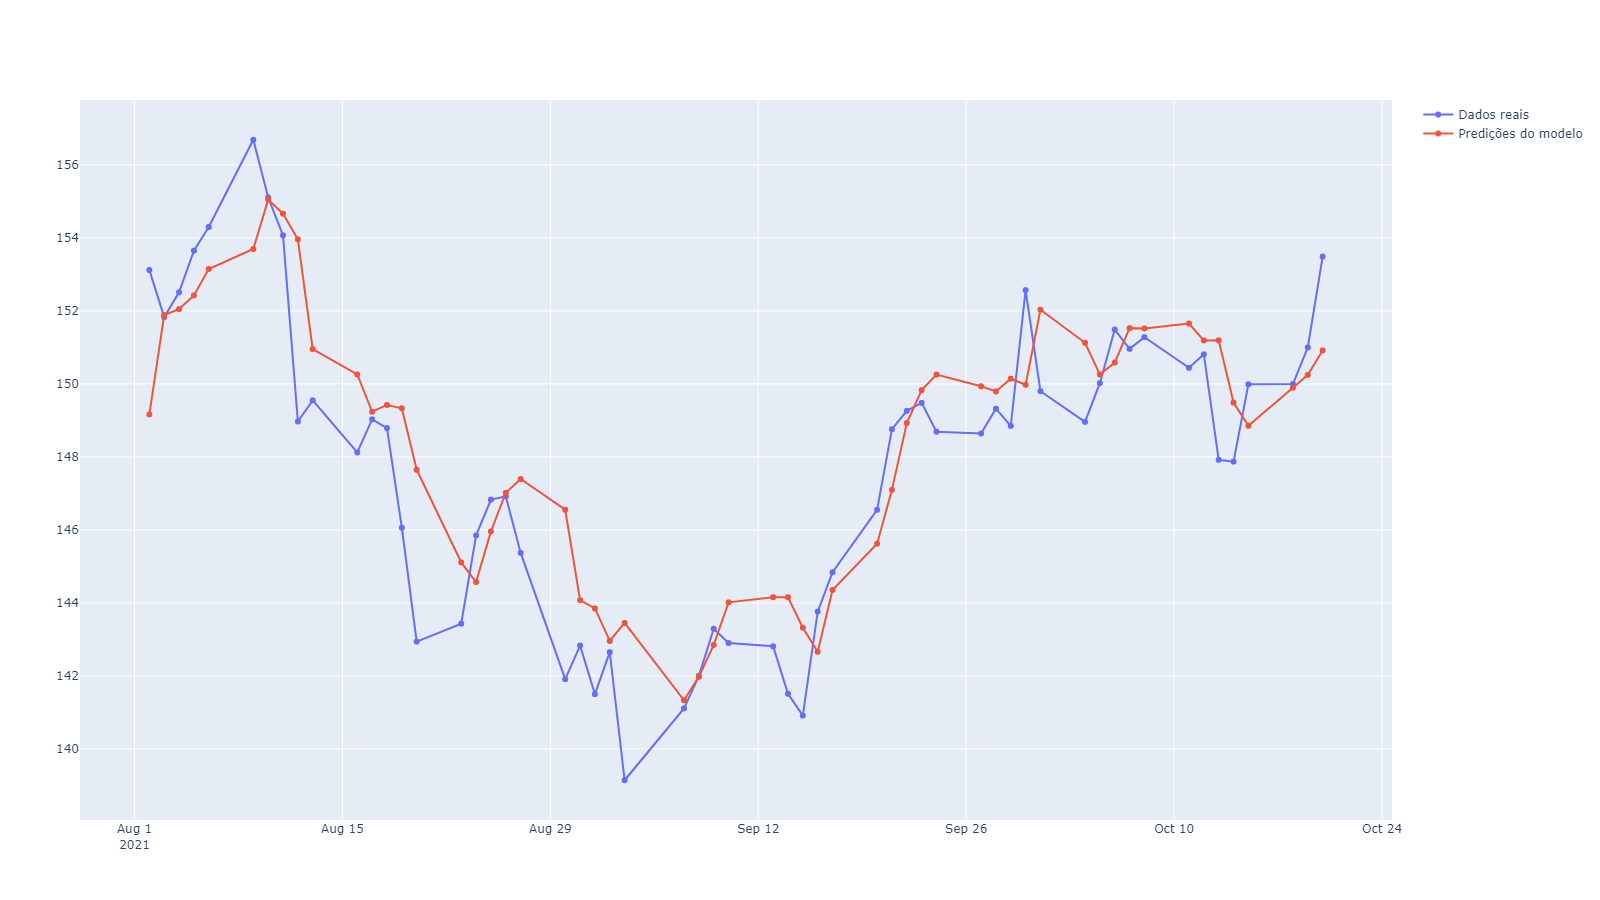 Dados reais
Predições do modelo
156
154
152
150
148
146
144
142
140
Aug 1
2021
Aug 15
Aug 29
Sep 12
Sep 26
Oct 10
Oct 24